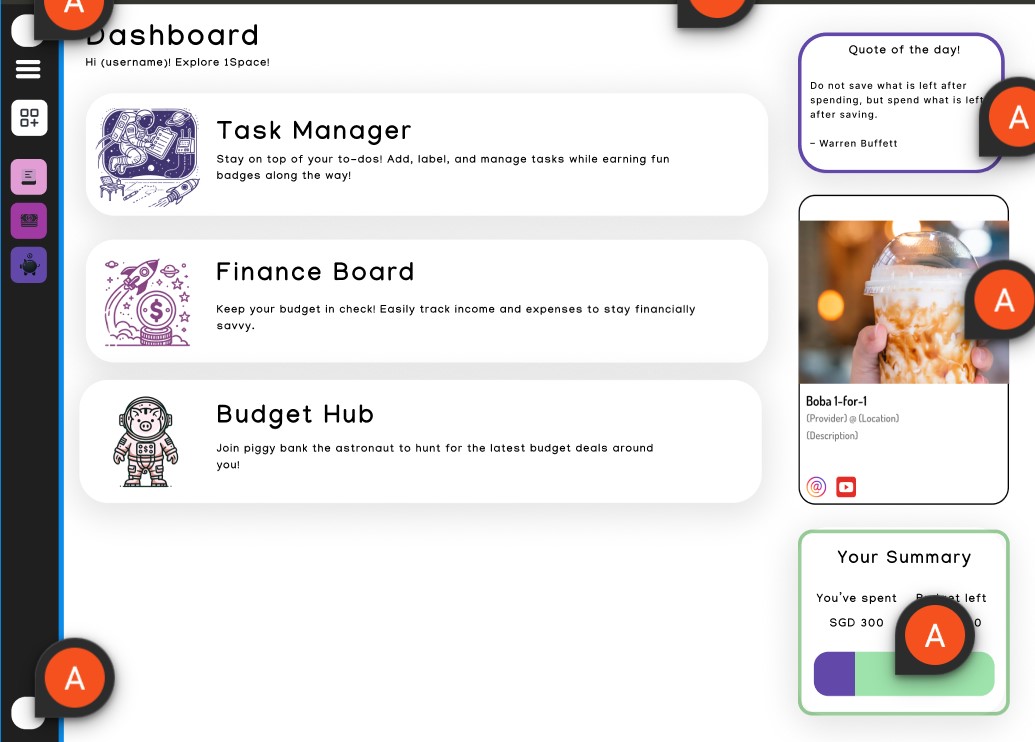 A
A
Dashboard
Hi (username)! Explore 1Space!
Task Manager
Stay on top of your to-dos! Add, label, and manage tasks while earning fun
badges along the way!
Finance Board
Keep your budget in check! Easily track income and expenses to stay financially
savvy.
Budget Hub
Join piggy bank the astronaut to hunt for the latest budget deals around
you!
Quote of the day!
Do not save what is left after
spending, but spend what is left
after saving.
– Warren Buffett
A
A
Boba 1-for-1
(Provider) @ (Location)
(Description)
Your Summary
You've spent
left
SGD 300
A
A